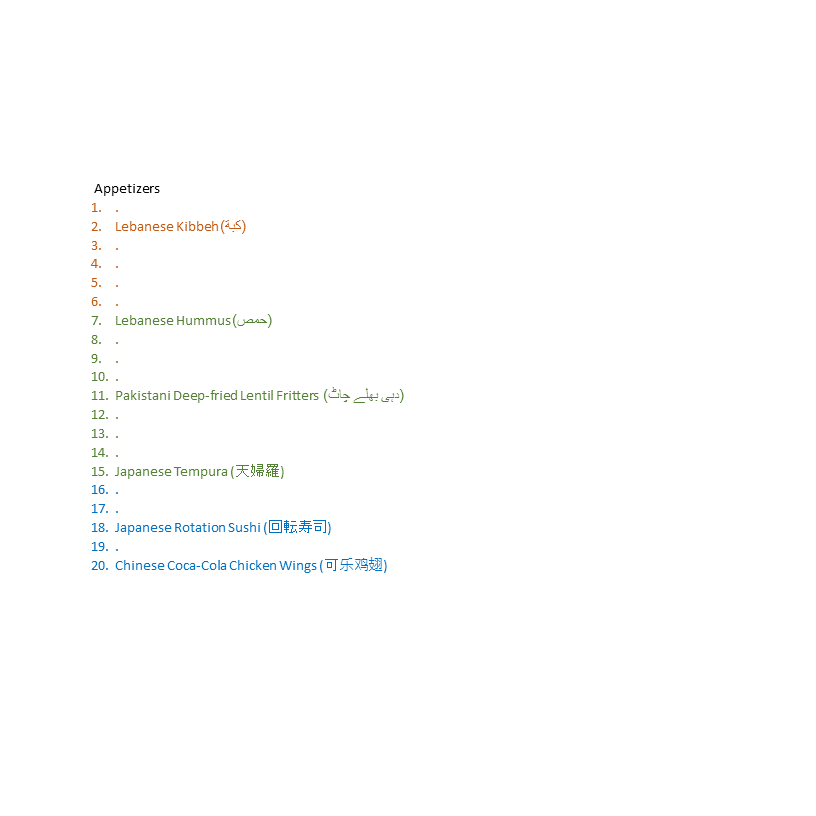 Appetizers
1. .
2. Lebanese Kibbeh (كبة)
3. .
4. .
5. .
6. .
7. Lebanese Hummus (حمص)
8. .
9. .
10. .
11. Pakistani Deep-fried Lentil Fritters (دہی بھلے چاٹ)
12. .
13. .
14. .
15. Japanese Tempura (天婦羅)
16. .
17. .
18. Japanese Rotation Sushi (回転寿司)
19. .
20. Chinese Coca-Cola Chicken Wings (可乐鸡翅)